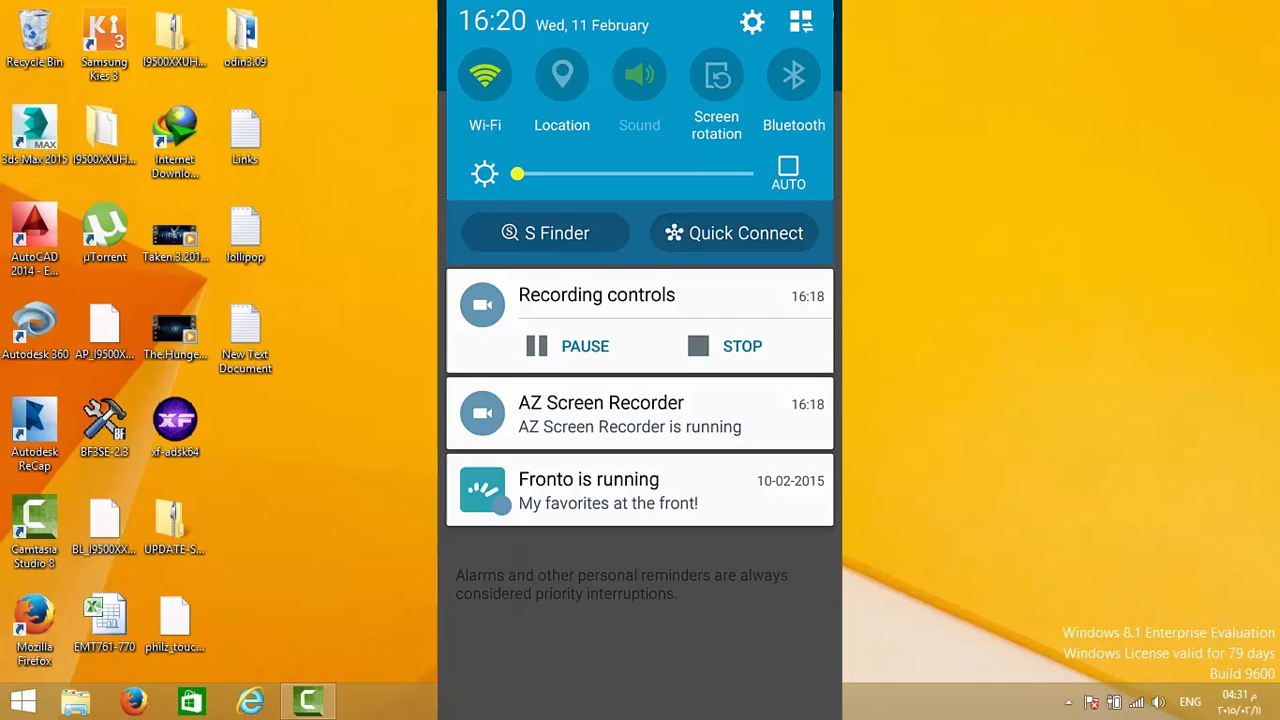 Recycle Bin
Samsung
Kies 3
I9500XXUH...
odin3.09
3ds Max 2015
I9500XXUH...
Internet
Downlo...
Links
AutoCAD
2014 - E...
µTorrent
Taken.3.201...
lollipop
Autodesk 360
AP_I9500X...
The.Hunge...
New Text
Document
Autodesk
ReCap
BF3SE-2.3
xf-adsk64
Camtasia
Studio 8
BL_I9500XX...
UPDATE-S...
Mozilla
Firefox
EMT761-770
philz_touc...
16:20 Wed, 11 February
Wi-Fi
Location
Sound
Screen
rotation
Bluetooth
AUTO
S Finder
Quick Connect
Recording controls 16:18
PAUSE STOP
AZ Screen Recorder 16:18
AZ Screen Recorder is running
Fronto is running 10-02-2015
My favorites at the front!
Alarms and other personal reminders are always
considered priority interruptions.
Windows 8.1 Enterprise Evaluation
Windows License valid for 79 days
Build 9600
ENG
04:31 م
٢٠١٥/٠٢/١١